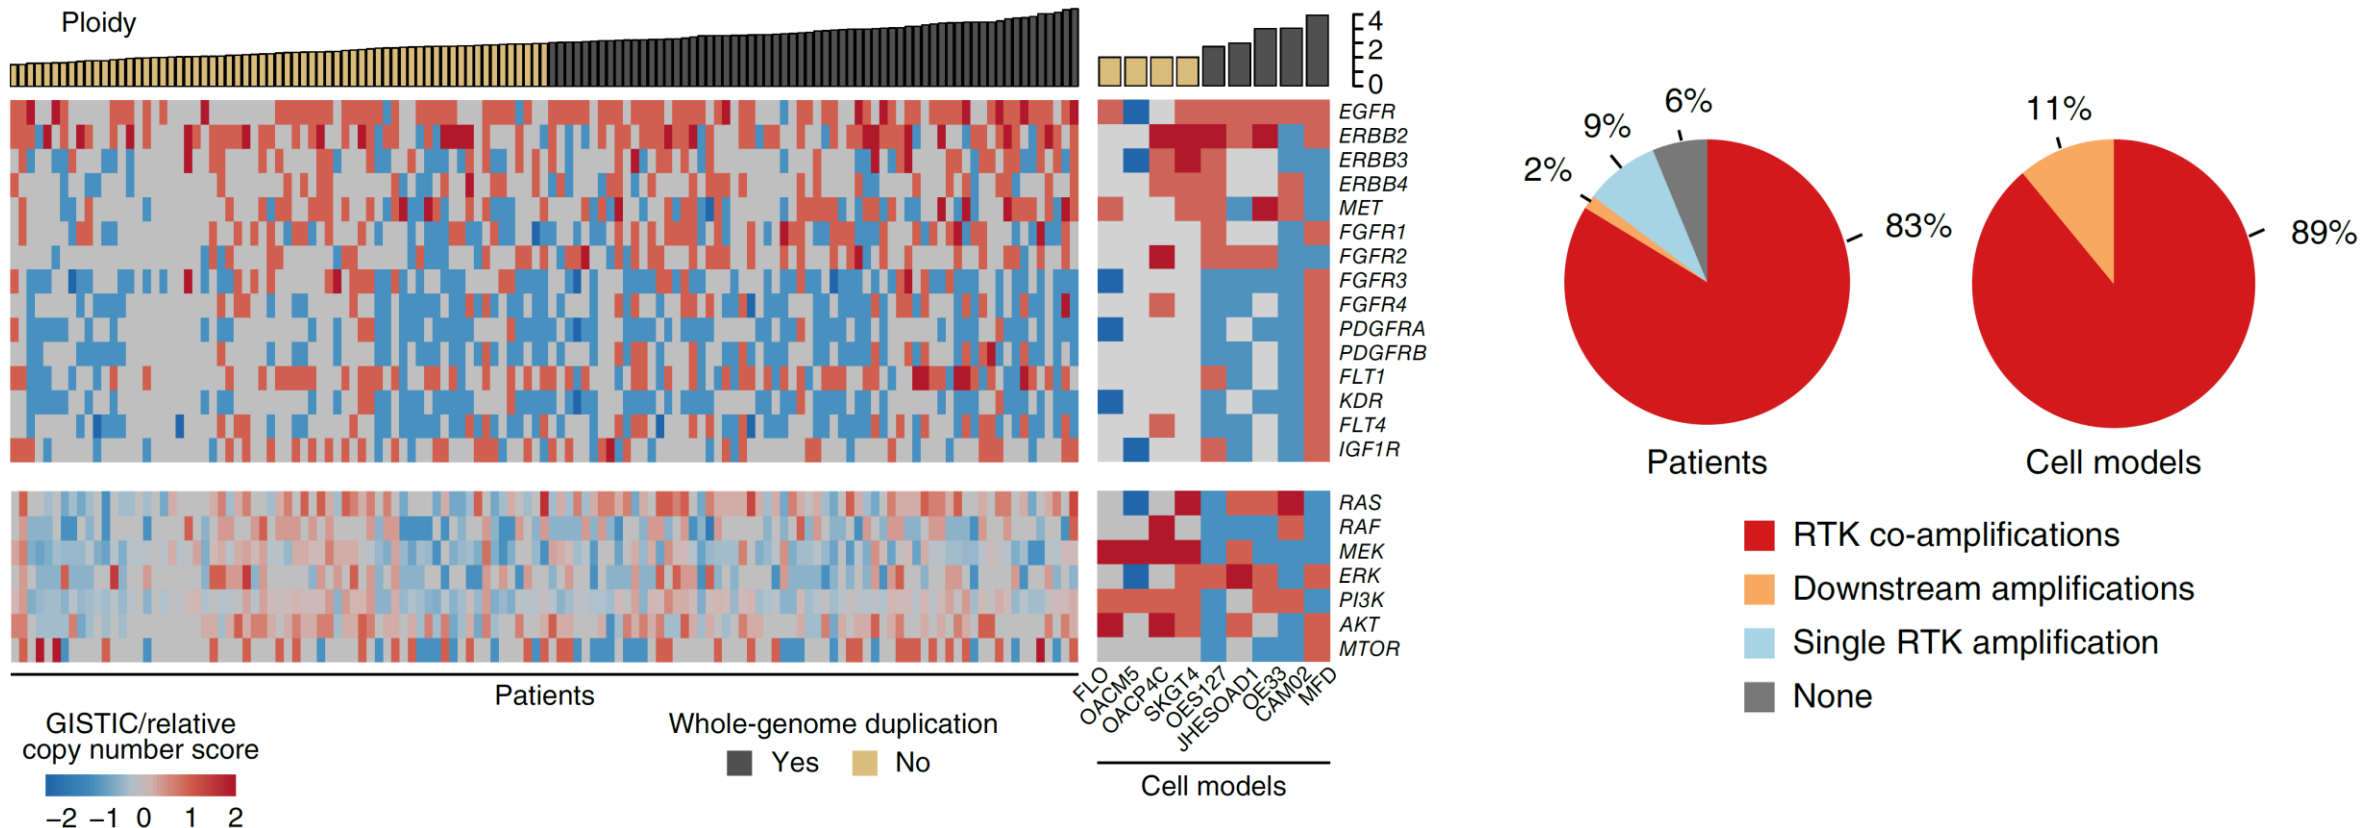 Ploidy
4
2
0
EGFR
ERBB2
ERBB3
ERBB4
MET
FGFR1
FGFR2
FGFR3
FGFR4
PDGFRA
PDGFRB
FLT1
KDR
FLT4
IGF1R
RAS
RAF
MEK
ERK
PI3K
AKT
MTOR
FLO
OACM5
OACP4C
SKGT4
OES127
JHESOAD1
OE33
CAM02
MFD
Patients
Cell models
GISTIC/relative
copy number score
−2 −1 0 1 2
Whole-genome duplication
Yes No
2% 9% 6% 83%
Patients
11% 89%
Cell models
RTK co-amplifications
Downstream amplifications
Single RTK amplification
None